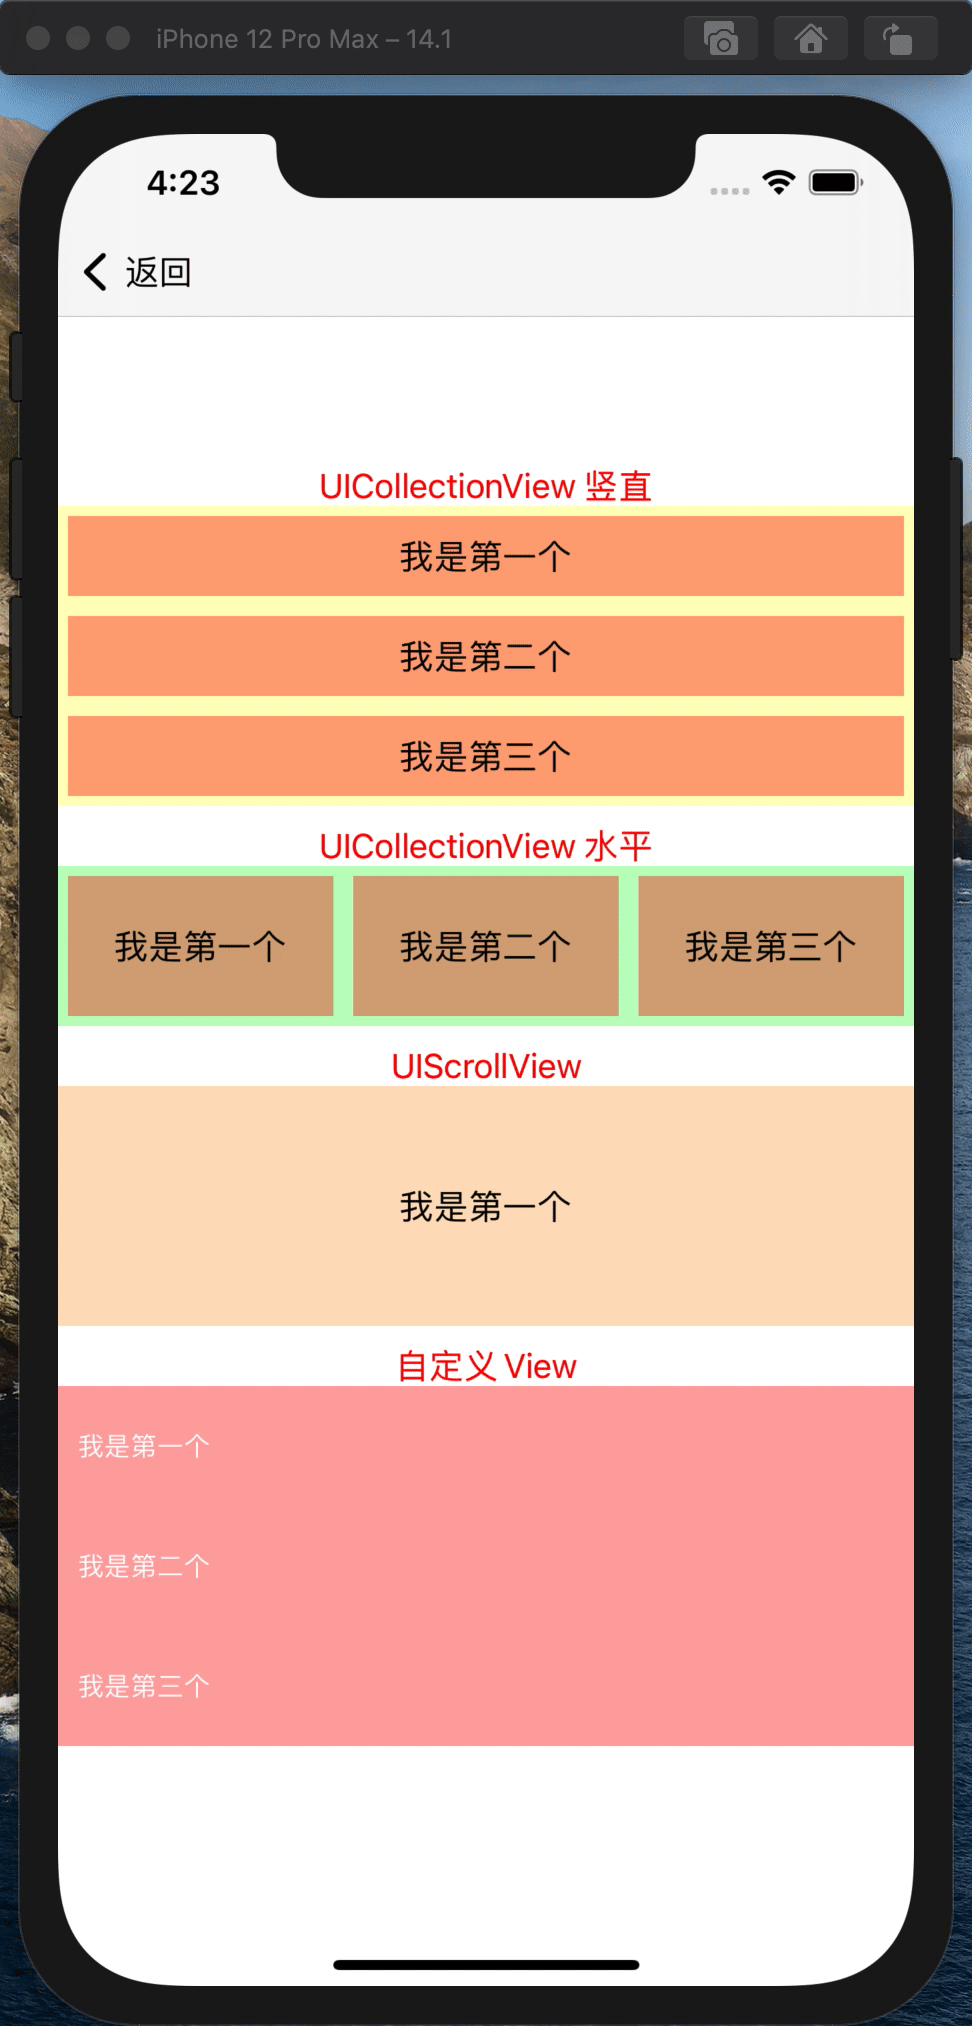 iPhone 12 Pro Max – 14.1
4:23
返回
UICollectionView 竖直
我是第一个
我是第二个
我是第三个
UICollectionView 水平
我是第一个 我是第二个 我是第三个
UIScrollView
我是第一个
自定义 View
我是第一个
我是第二个
我是第三个